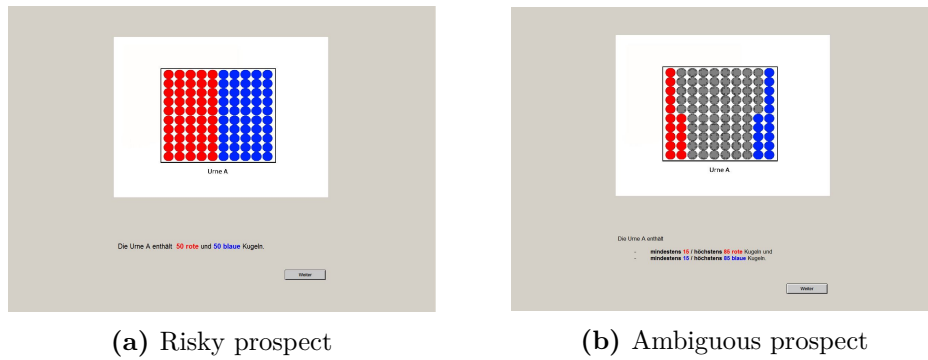 Urne A
Die Urne A enthält 50 rote und 50 blaue Kugeln.
Weiter
(a) Risky prospect
Urne A
Die Urne A enthält
- mindestens 15 / höchstens 85 rote Kugeln und
- mindestens 15 / höchstens 85 blaue Kugeln.
Weiter
(b) Ambiguous prospect